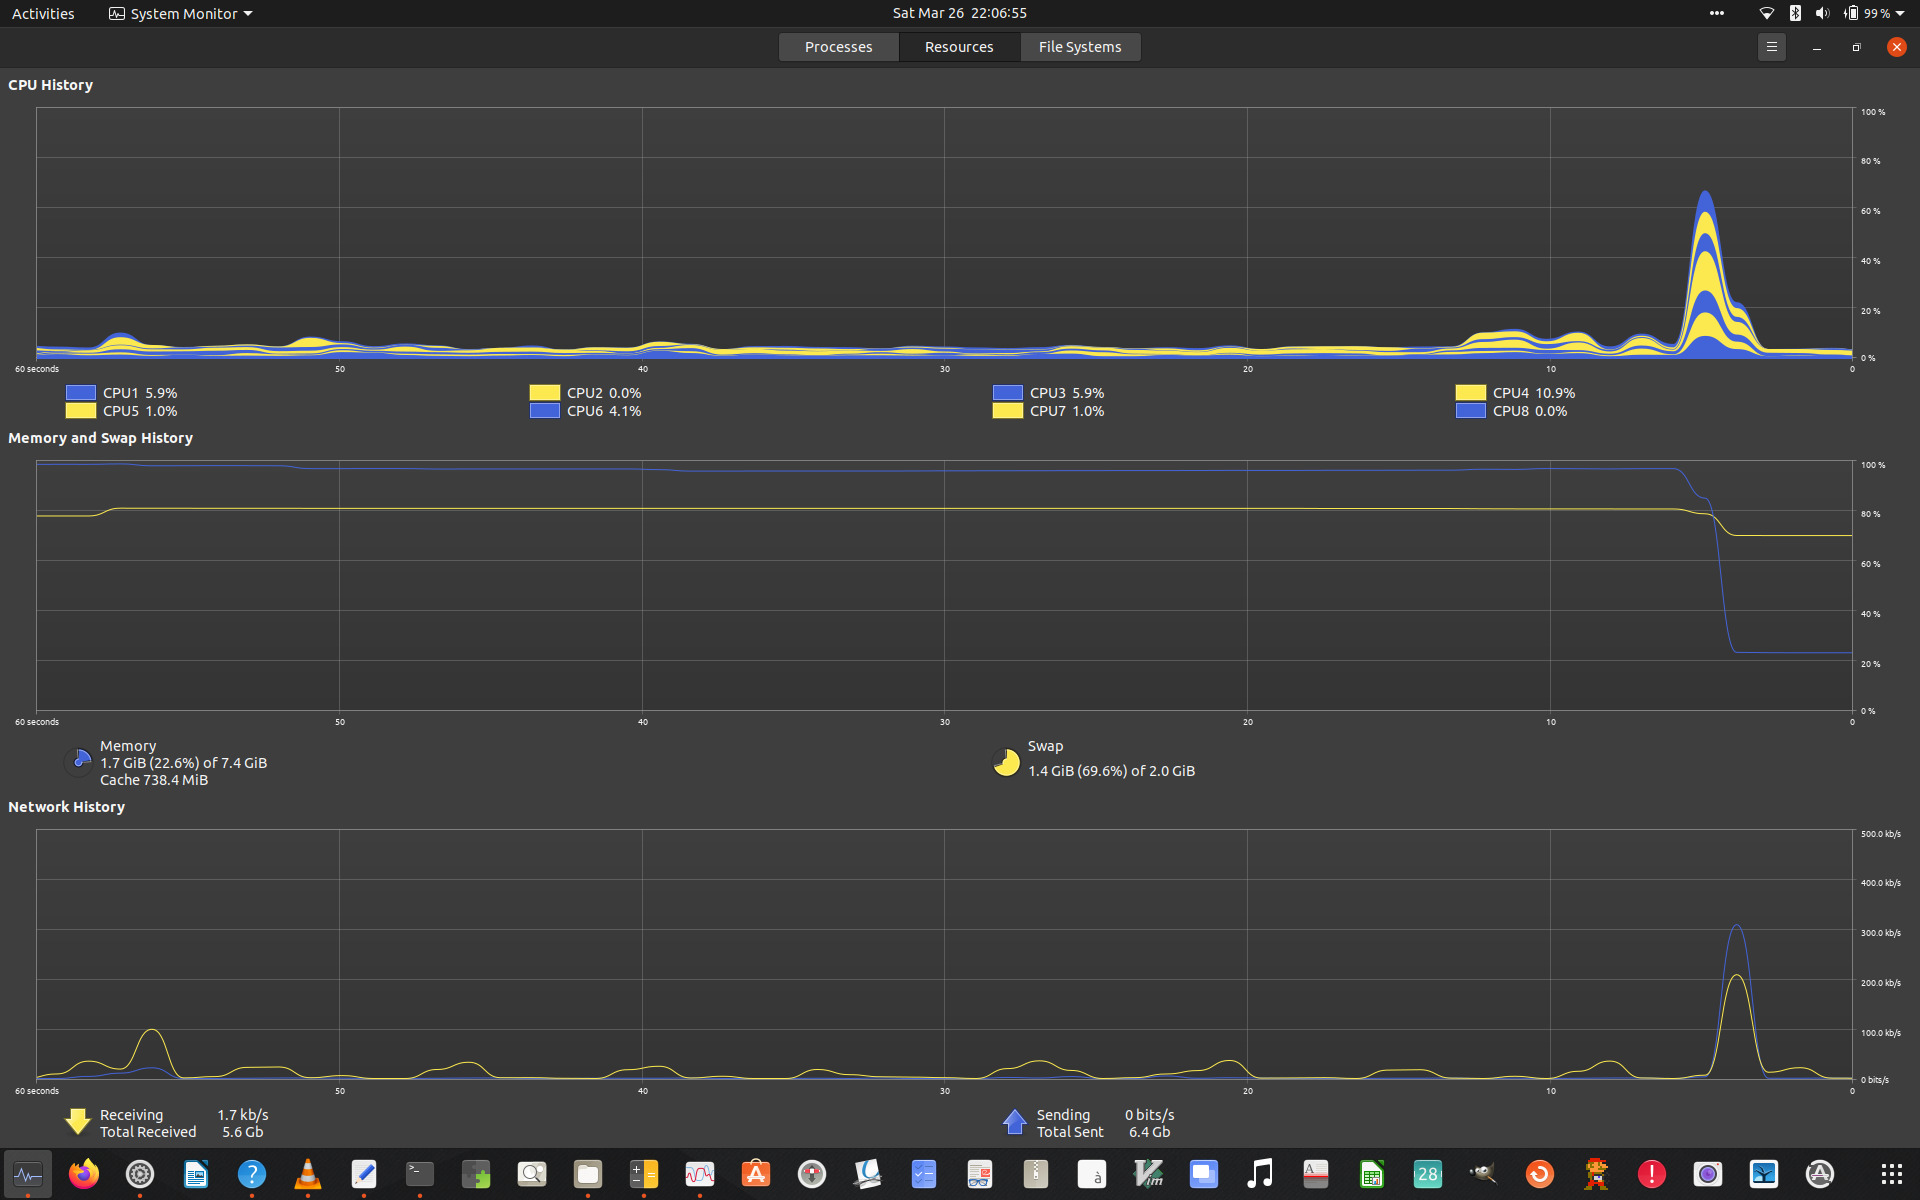 Activities System Monitor Sat Mar 26 22:06:55 99 %
Processes Resources File Systems
CPU History
100 %
80 %
60 %
40 %
20 %
0 %
60 seconds 50 40 30 20 10 0
CPU1 5.9% CPU2 0.0% CPU3 5.9% CPU4 10.9%
CPU5 1.0% CPU6 4.1% CPU7 1.0% CPU8 0.0%
Memory and Swap History
100 %
80 %
60 %
40 %
20 %
0 %
60 seconds 50 40 30 20 10 0
Memory
1.7 GiB (22.6%) of 7.4 GiB
Cache 738.4 MiB
Swap
1.4 GiB (69.6%) of 2.0 GiB
Network History
500.0 kb/s
400.0 kb/s
300.0 kb/s
200.0 kb/s
100.0 kb/s
0 bits/s
60 seconds 50 40 30 20 10 0
Receiving 1.7 kb/s
Total Received 5.6 Gb
Sending 0 bits/s
Total Sent 6.4 Gb
? >_ à Vim A 28 !